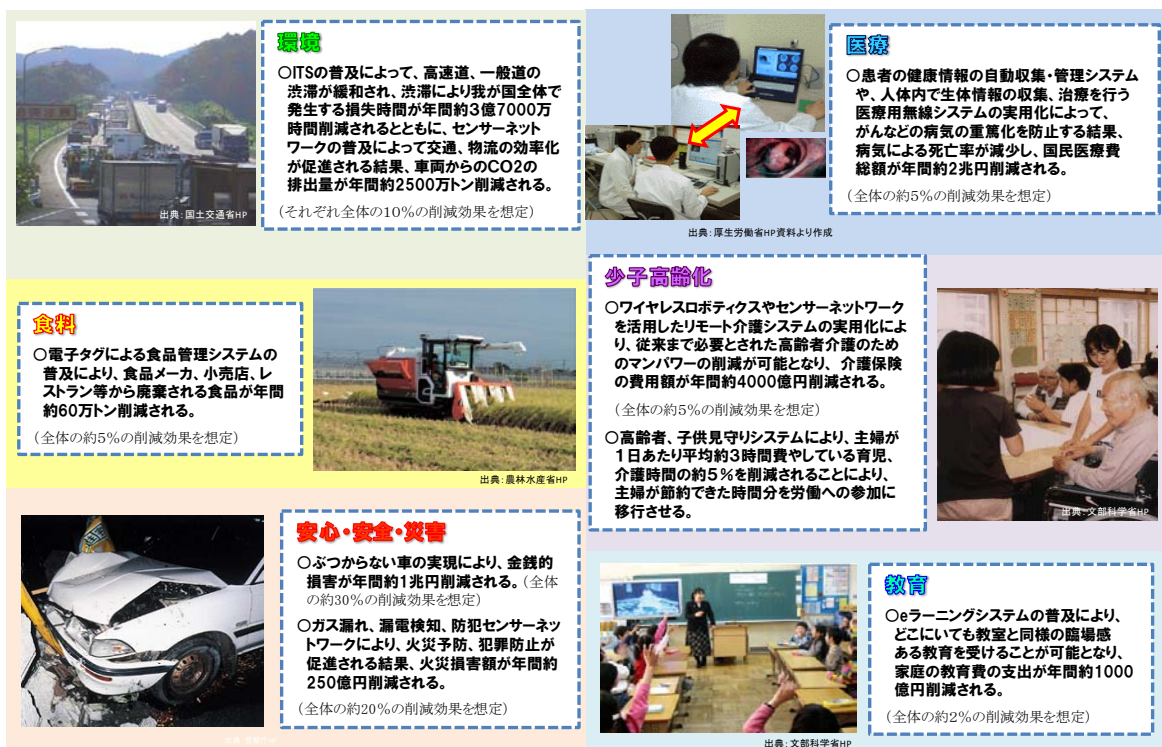 環境
○ITSの普及によって、高速道、一般道の
渋滞が緩和され、渋滞により我が国全体で
発生する損失時間が年間約3億7000万
時間削減されるとともに、センサーネット
ワークの普及によって交通、物流の効率化
が促進される結果、車両からのCO2の
排出量が年間約2500万トン削減される。
（それぞれ全体の10%の削減効果を想定）
出典：国土交通省HP
医療
○患者の健康情報の自動収集・管理システム
や、人体内で生体情報の収集、治療を行う
医療用無線システムの実用化によって、
がんなどの病気の重篤化を防止する結果、
病気による死亡率が減少し、国民医療費
総額が年間約2兆円削減される。
（全体の約5%の削減効果を想定）
出典：厚生労働省HP資料より作成
食料
○電子タグによる食品管理システムの
普及により、食品メーカ、小売店、レ
ストラン等から廃棄される食品が年間
約60万トン削減される。
（全体の約5%の削減効果を想定）
出典：農林水産省HP
少子高齢化
○ワイヤレスロボティクスやセンサーネットワーク
を活用したリモート介護システムの実用化によ
り、従来まで必要とされた高齢者介護のため
のマンパワーの削減が可能となり、 介護保険
の費用額が年間約4000億円削減される。
（全体の約5%の削減効果を想定）
○高齢者、子供見守りシステムにより、主婦が
1日あたり平均約3時間費やしている育児、
介護時間の約5%を削減されることにより、
主婦が節約できた時間分を労働への参加に
移行させる。
出典：文部科学省HP
安心・安全・災害
○ぶつからない車の実現により、金銭的
損害が年間約1兆円削減される。（全体
の約30%の削減効果を想定）
○ガス漏れ、漏電検知、防犯センサーネッ
トワークにより、火災予防、犯罪防止が
促進される結果、火災損害額が年間約
250億円削減される。
（全体の約20%の削減効果を想定）
出典：警察庁HP
教育
○eラーニングシステムの普及により、
どこにいても教室と同様の臨場感
ある教育を受けることが可能となり、
家庭の教育費の支出が年間約1000
億円削減される。
（全体の約2%の削減効果を想定）
出典：文部科学省HP